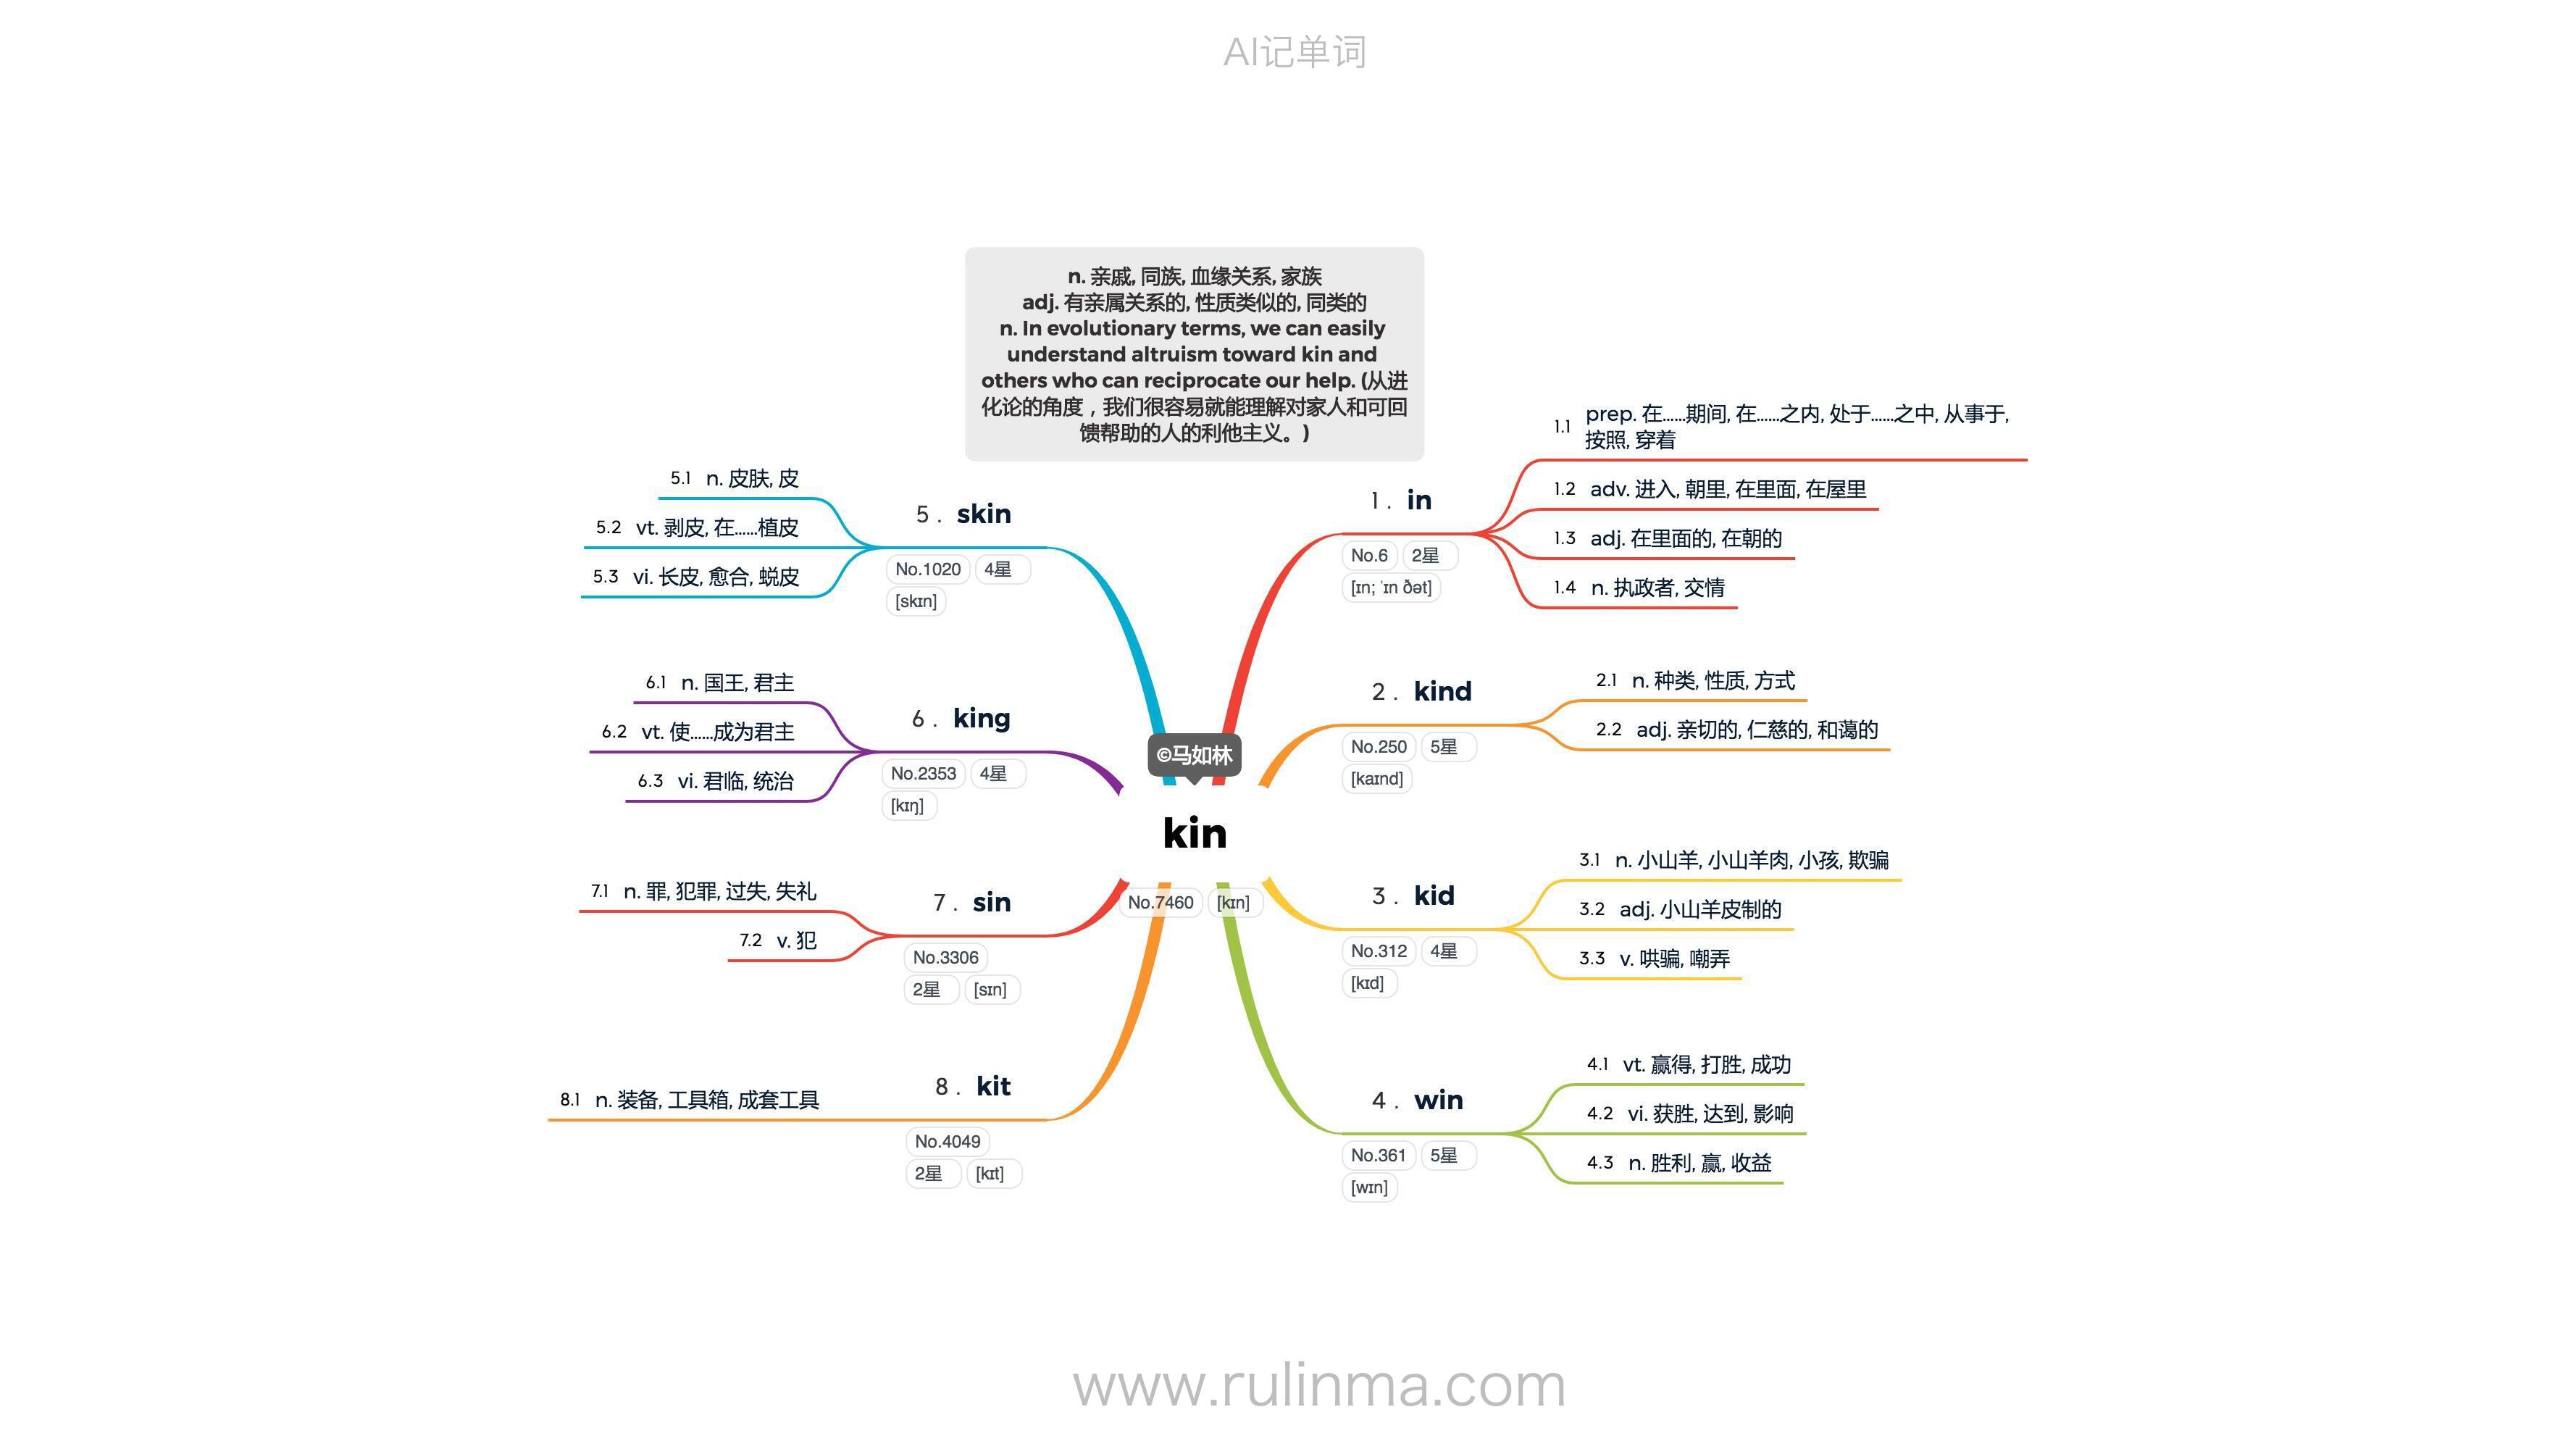 AI记单词
n. 亲戚, 同族, 血缘关系, 家族
adj. 有亲属关系的, 性质类似的, 同类的
n. In evolutionary terms, we can easily
understand altruism toward kin and
others who can reciprocate our help. (从进
化论的角度，我们很容易就能理解对家人和可回
馈帮助的人的利他主义。)
©马如林
kin
No.7460 [kɪn]
1 . in
No.6 2星
[ɪn; ˈɪn ðət]
1.1 prep. 在……期间, 在……之内, 处于……之中, 从事于,
按照, 穿着
1.2 adv. 进入, 朝里, 在里面, 在屋里
1.3 adj. 在里面的, 在朝的
1.4 n. 执政者, 交情
2 . kind
No.250 5星
[kaɪnd]
2.1 n. 种类, 性质, 方式
2.2 adj. 亲切的, 仁慈的, 和蔼的
3 . kid
No.312 4星
[kɪd]
3.1 n. 小山羊, 小山羊肉, 小孩, 欺骗
3.2 adj. 小山羊皮制的
3.3 v. 哄骗, 嘲弄
4 . win
No.361 5星
[wɪn]
4.1 vt. 赢得, 打胜, 成功
4.2 vi. 获胜, 达到, 影响
4.3 n. 胜利, 赢, 收益
5 . skin
No.1020 4星
[skɪn]
5.1 n. 皮肤, 皮
5.2 vt. 剥皮, 在……植皮
5.3 vi. 长皮, 愈合, 蜕皮
6 . king
No.2353 4星
[kɪŋ]
6.1 n. 国王, 君主
6.2 vt. 使……成为君主
6.3 vi. 君临, 统治
7 . sin
No.3306
2星 [sɪn]
7.1 n. 罪, 犯罪, 过失, 失礼
7.2 v. 犯
8 . kit
No.4049
2星 [kɪt]
8.1 n. 装备, 工具箱, 成套工具
www.rulinma.com